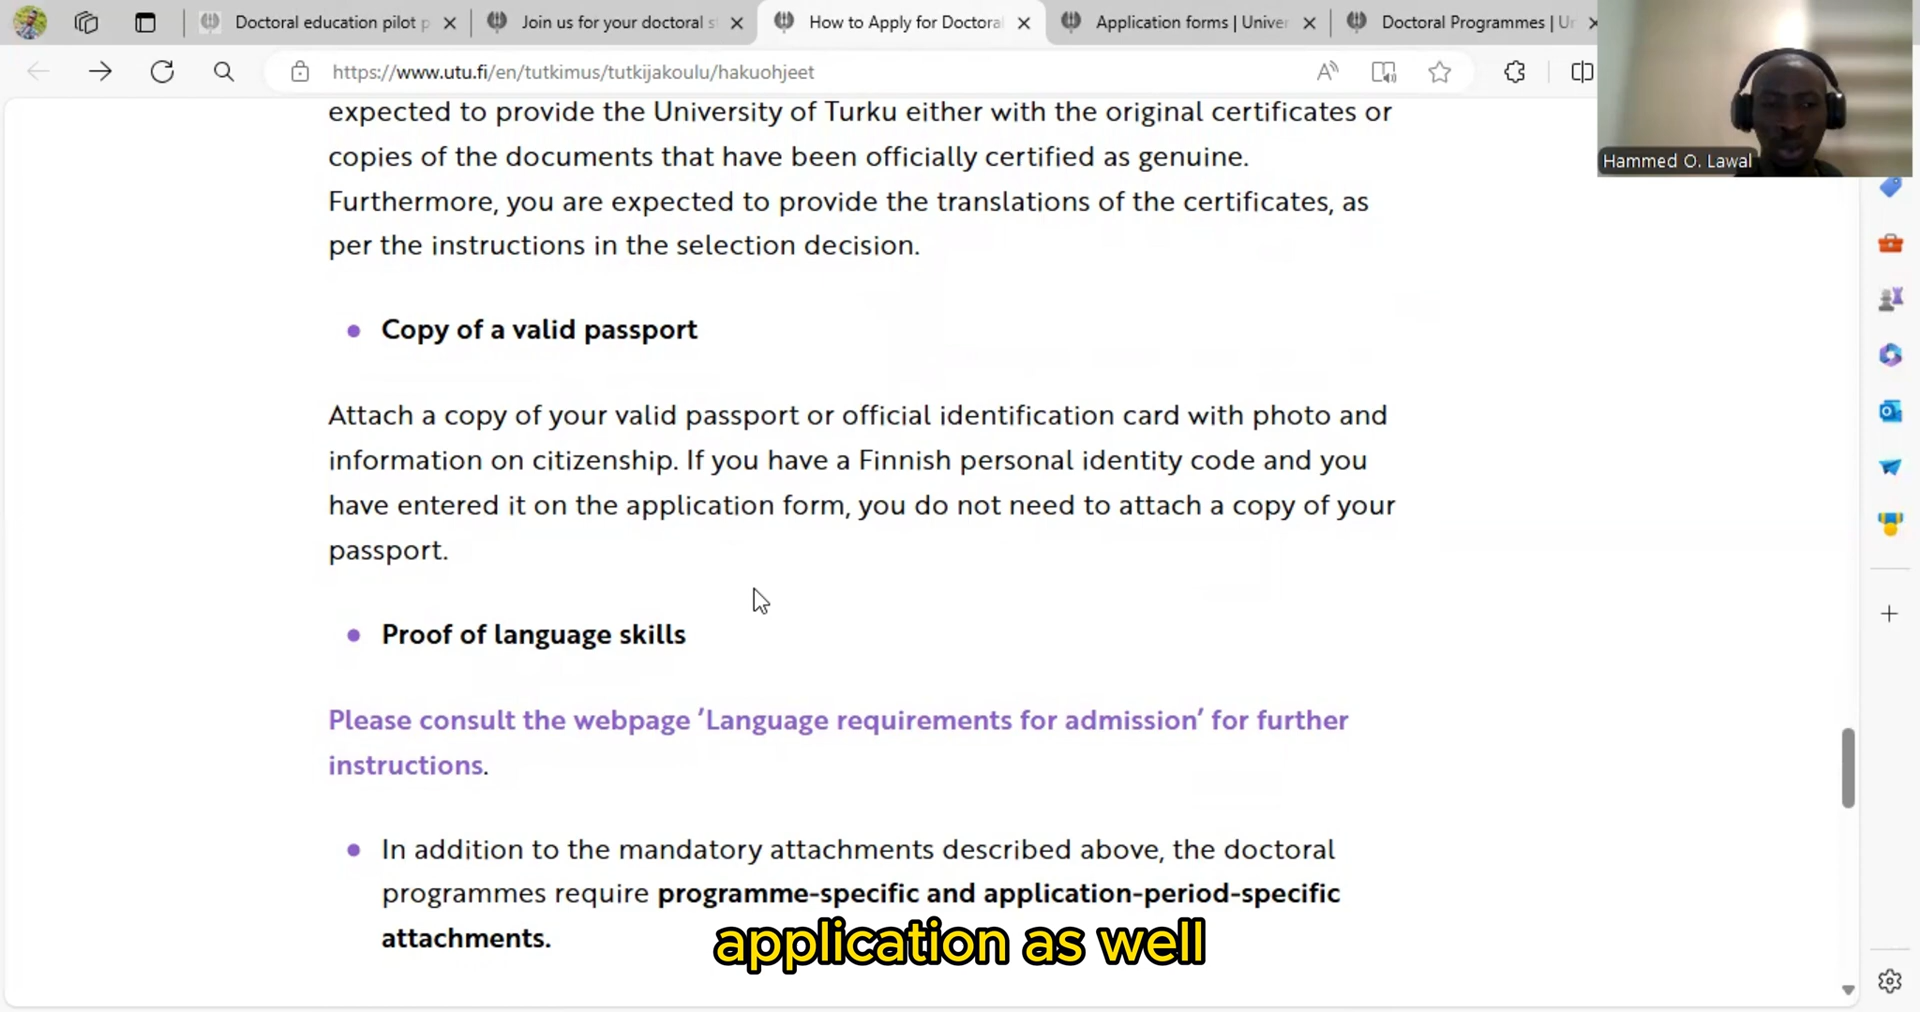 Doctoral education pilot p
Join us for your doctoral s
How to Apply for Doctora
Application forms | Univer
Doctoral Programmes | Un
https://www.utu.fi/en/tutkimus/tutkijakoulu/hakuohjeet
Hammed O. Lawal
expected to provide the University of Turku either with the original certificates or
copies of the documents that have been officially certified as genuine.
Furthermore, you are expected to provide the translations of the certificates, as
per the instructions in the selection decision.
Copy of a valid passport
Attach a copy of your valid passport or official identification card with photo and
information on citizenship. If you have a Finnish personal identity code and you
have entered it on the application form, you do not need to attach a copy of your
passport.
Proof of language skills
Please consult the webpage 'Language requirements for admission' for further
instructions.
In addition to the mandatory attachments described above, the doctoral
programmes require programme-specific and application-period-specific
attachments.
application as well